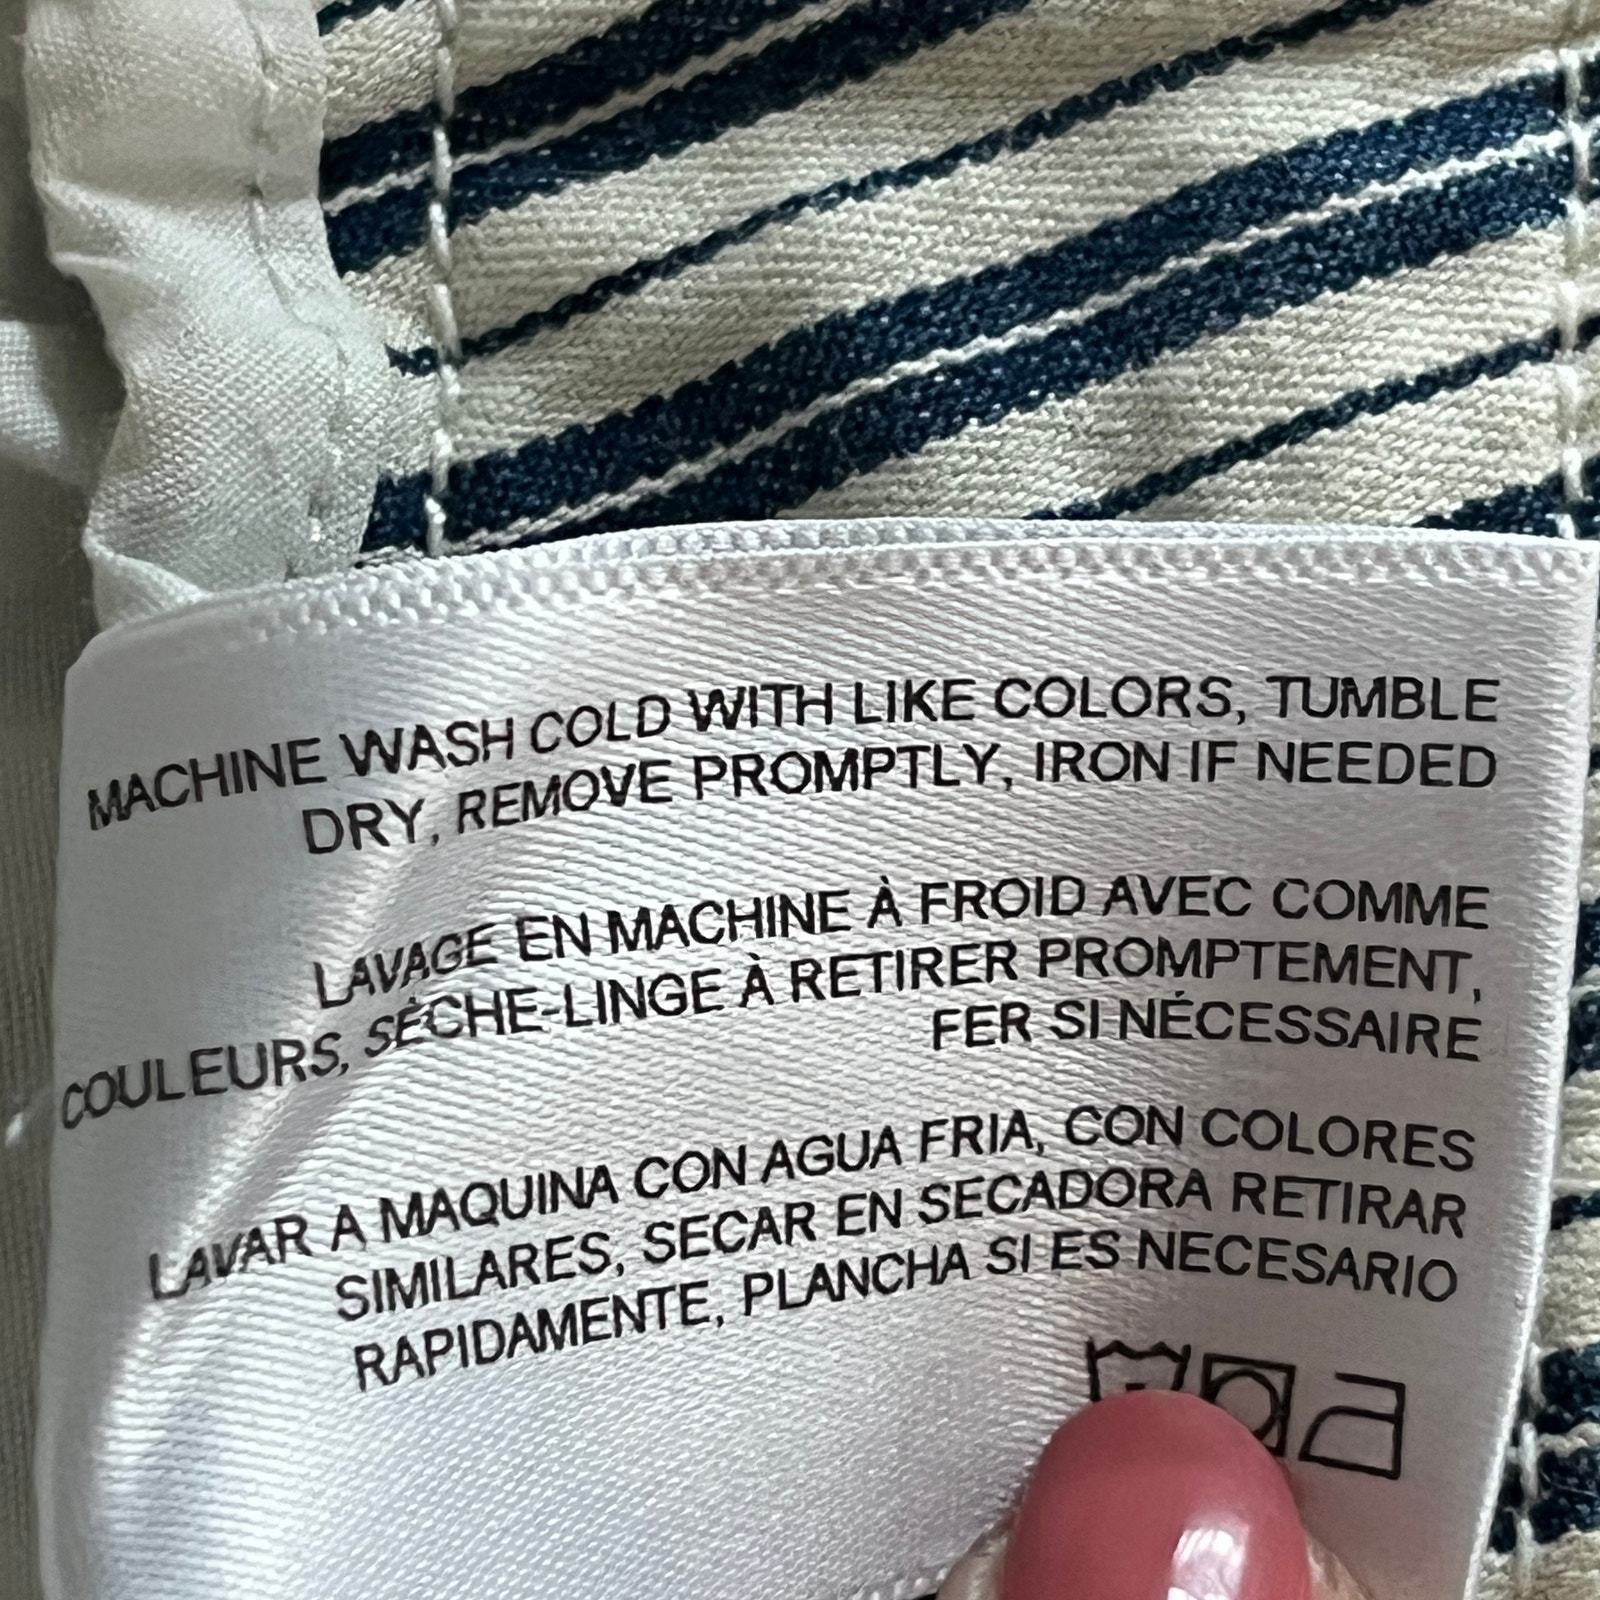 MACHINE WASH COLD WITH LIKE COLORS, TUMBLE
DRY, REMOVE PROMPTLY, IRON IF NEEDED
LAVAGE EN MACHINE À FROID AVEC COMME
COULEURS, SÈCHE-LINGE À RETIRER PROMPTEMENT,
FER SI NÉCESSAIRE
LAVAR A MAQUINA CON AGUA FRIA, CON COLORES
SIMILARES, SECAR EN SECADORA RETIRAR
RAPIDAMENTE, PLANCHA SI ES NECESARIO